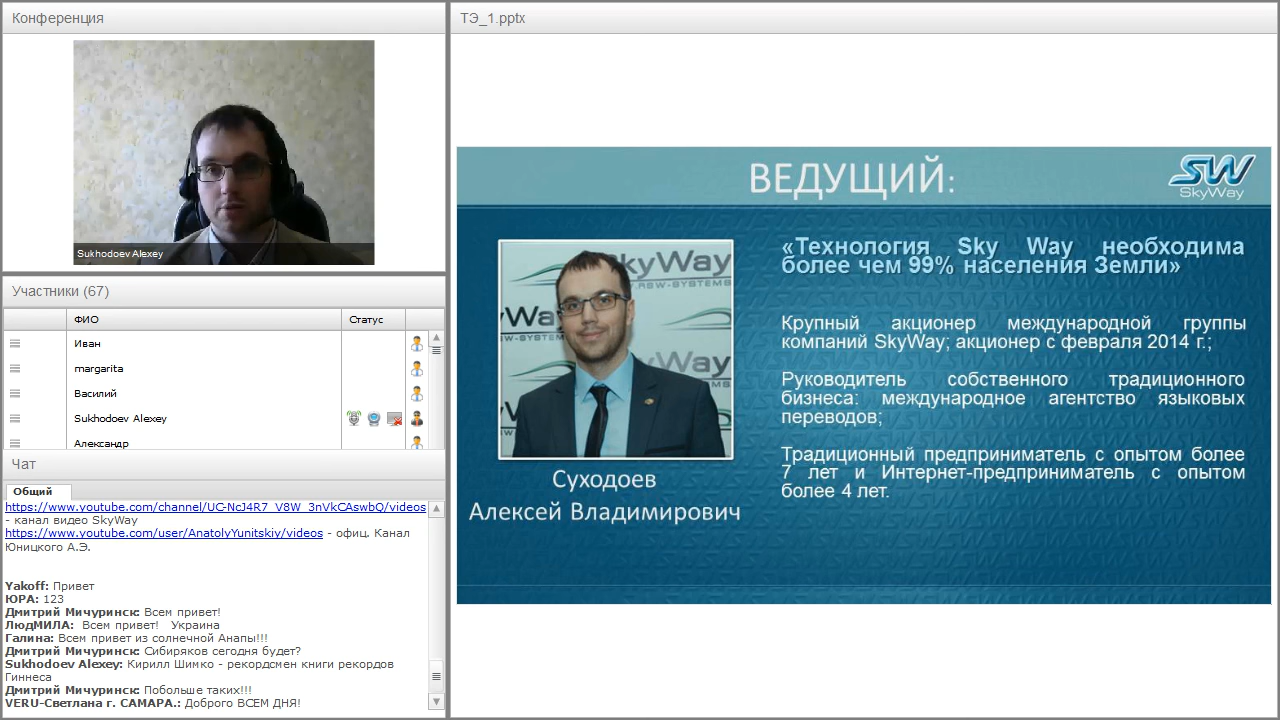 Конференция
Sukhodoev Alexey
Участники (67)
ФИО
Статус
Иван
margarita
Василий
Sukhodoev Alexey
Александр
Чат
Общий
https://www.youtube.com/channel/UC-NcJ4R7_V8W_3nVkCAswbQ/videos
- канал видео SkyWay
https://www.youtube.com/user/AnatolyYunitskiy/videos - офиц. Канал
Юницкого А.Э.
Yakoff: Привет
ЮРА: 123
Дмитрий Мичуринск: Всем привет!
ЛюдМИЛА: Всем привет! Украина
Галина: Всем привет из солнечной Анапы!!!
Дмитрий Мичуринск: Сибиряков сегодня будет?
Sukhodoev Alexey: Кирилл Шимко - рекордсмен книги рекордов
Гиннеса
Дмитрий Мичуринск: Побольше таких!!!
VERU-Светлана г. САМАРА.: Доброго ВСЕМ ДНЯ!
ТЭ_1.pptx
ВЕДУЩИЙ:
SW
SkyWay
kyWay
.RSW-SYSTEMS
Суходоев
Алексей Владимирович
«Технология Sky Way необходима
более чем 99% населения Земли»
Крупный акционер международной группы
компаний SkyWay; акционер с февраля 2014 г.;
Руководитель собственного традиционного
бизнеса: международное агентство языковых
переводов;
Традиционный предприниматель с опытом более
7 лет и Интернет-предприниматель с опытом
более 4 лет.